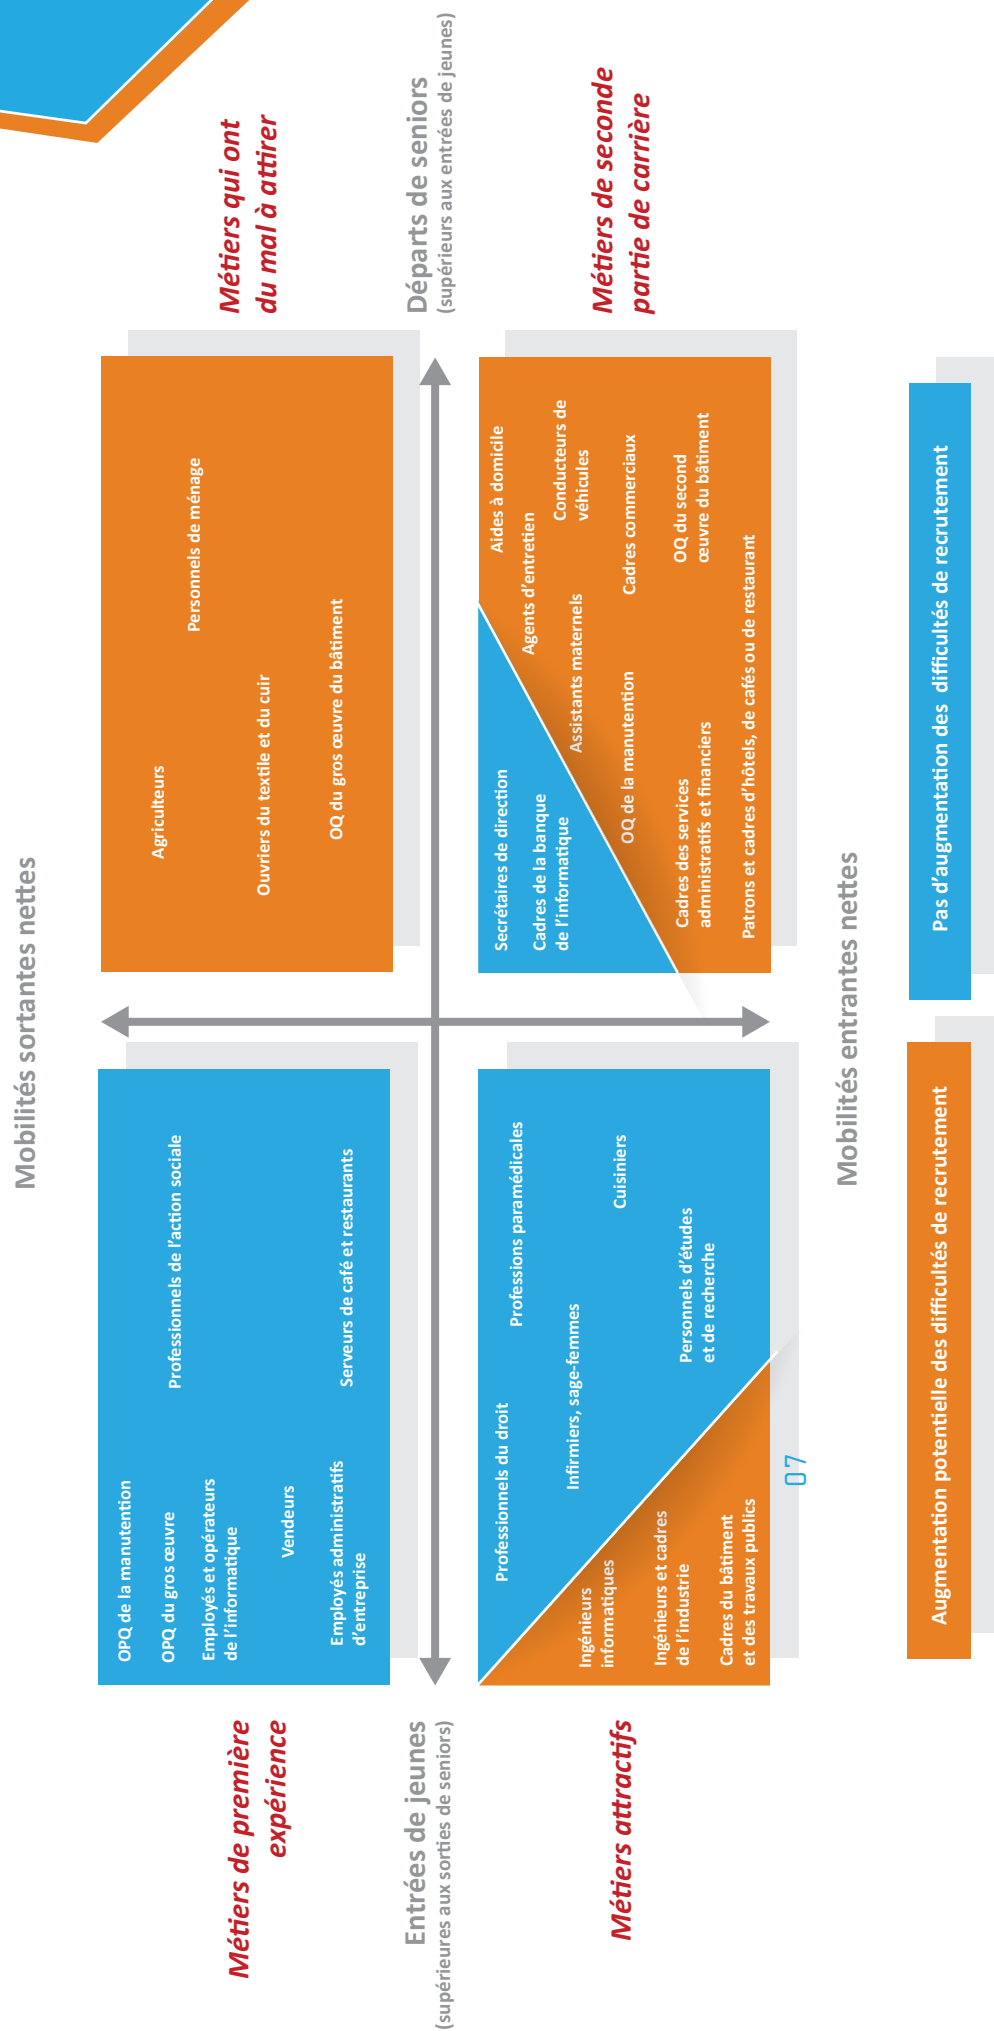 Mobilités sortantes nettes
Métiers de première
expérience
OPQ de la manutention
OPQ du gros œuvre
Employés et opérateurs
de l'informatique
Vendeurs
Employés administratifs
d'entreprise
Professionnels de l'action sociale
Serveurs de café et restaurants
Agriculteurs
Personnels de ménage
Ouvriers du textile et du cuir
OQ du gros œuvre du bâtiment
Métiers qui ont
du mal à attirer
Entrées de jeunes
(supérieures aux sorties de seniors)
Départs de seniors
(supérieurs aux entrées de jeunes)
Métiers attractifs
Professionnels du droit
Professions paramédicales
Infirmiers, sage-femmes
Cuisiniers
Personnels d'études
et de recherche
Ingénieurs
informatiques
Ingénieurs et cadres
de l'industrie
Cadres du bâtiment
et des travaux publics
Secrétaires de direction
Cadres de la banque
de l'informatique
Aides à domicile
Agents d'entretien
Conducteurs de
véhicules
Assistants maternels
Cadres commerciaux
OQ de la manutention
OQ du second
œuvre du bâtiment
Cadres des services
administratifs et financiers
Patrons et cadres d'hôtels, de cafés ou de restaurant
Métiers de seconde
partie de carrière
Mobilités entrantes nettes
Augmentation potentielle des difficultés de recrutement
Pas d'augmentation des difficultés de recrutement
07